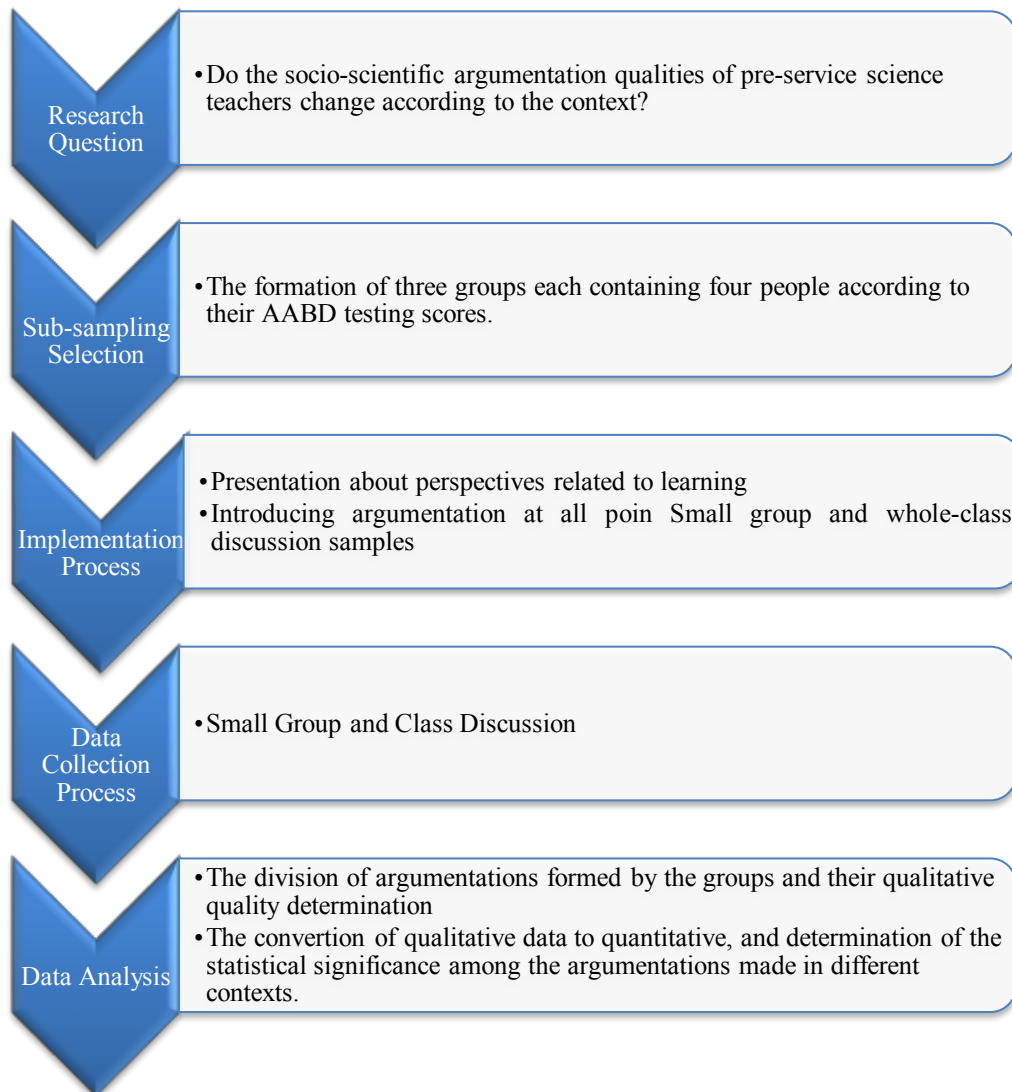 Research
Question
•Do the socio-scientific argumentation qualities of pre-service science
teachers change according to the context?
Sub-sampling
Selection
•The formation of three groups each containing four people according to
their AABD testing scores.
Implementation
Process
•Presentation about perspectives related to learning
•Introducing argumentation at all poin Small group and whole-class
discussion samples
Data
Collection
Process
•Small Group and Class Discussion
Data Analysis
•The division of argumentations formed by the groups and their qualitative
quality determination
•The convertion of qualitative data to quantitative, and determination of the
statistical significance among the argumentations made in different
contexts.